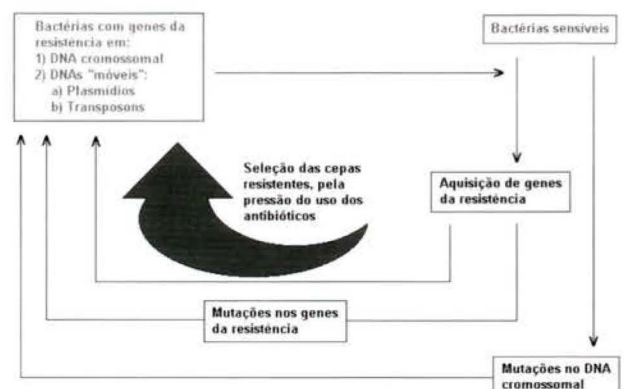 Bactérias com genes da
resistência em:
1) DNA cromossomal
2) DNAs "móveis":
a) Plasmídios
b) Transposons
Bactérias sensíveis
Seleção das cepas
resistentes, pela
pressão do uso dos
antibióticos
Aquisição de genes
da resistência
Mutações nos genes
da resistência
Mutações no DNA
cromossomal